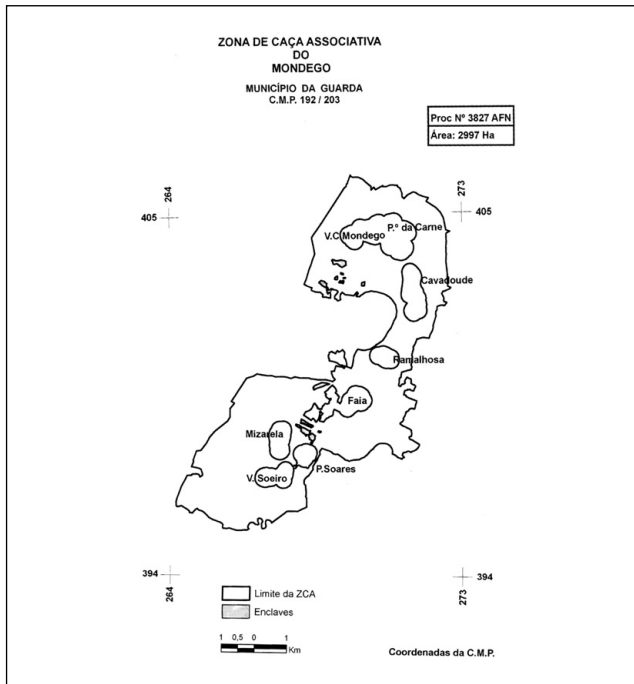 ZONA DE CAÇA ASSOCIATIVA
DO
MONDEGO
MUNICÍPIO DA GUARDA
C.M.P. 192 / 203
Proc Nº 3827 AFN
Área: 2997 Ha
264
273
405
405
P.º da Carne
V.C Mondego
Cavadoude
Ramalhosa
Faia
Mizarela
P.Soares
V. Soeiro
394
394
264
273
Limite da ZCA
Enclaves
1 0,5 0 1
Km
Coordenadas da C.M.P.